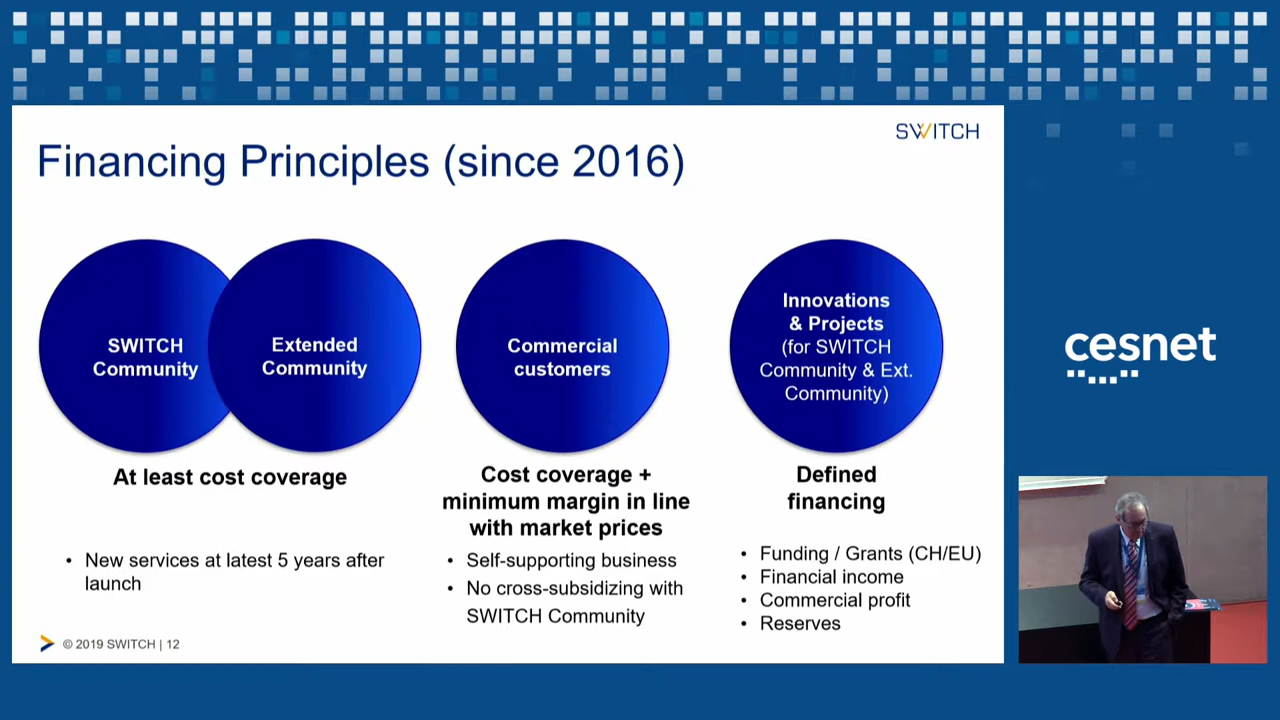 SWITCH
Financing Principles (since 2016)
SWITCH
Community
Extended
Community
At least cost coverage
• New services at latest 5 years after
launch
Commercial
customers
Cost coverage +
minimum margin in line
with market prices
• Self-supporting business
• No cross-subsidizing with
SWITCH Community
Innovations
& Projects
(for SWITCH
Community & Ext.
Community)
Defined
financing
• Funding / Grants (CH/EU)
• Financial income
• Commercial profit
• Reserves
© 2019 SWITCH | 12
cesnet